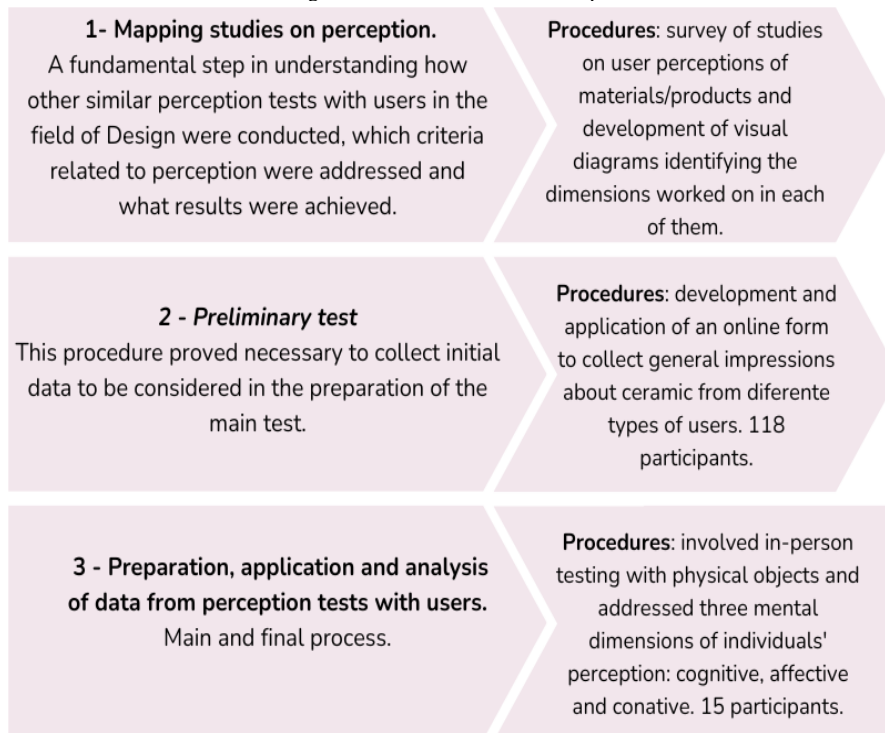 1- Mapping studies on perception.
A fundamental step in understanding how
other similar perception tests with users in the
field of Design were conducted, which criteria
related to perception were addressed and
what results were achieved.
Procedures: survey of studies
on user perceptions of
materials/products and
development of visual
diagrams identifying the
dimensions worked on in each
of them.
2 - Preliminary test
This procedure proved necessary to collect initial
data to be considered in the preparation of the
main test.
Procedures: development and
application of an online form
to collect general impressions
about ceramic from diferente
types of users. 118
participants.
3 - Preparation, application and analysis
of data from perception tests with users.
Main and final process.
Procedures: involved in-person
testing with physical objects and
addressed three mental
dimensions of individuals'
perception: cognitive, affective
and conative. 15 participants.